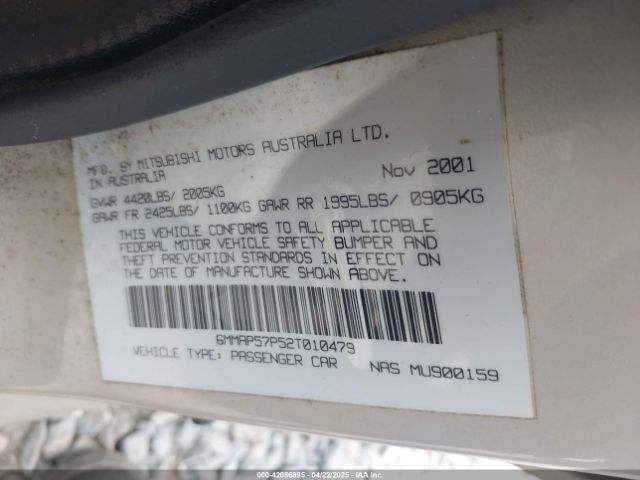 MFD. BY MITSUBISHI MOTORS AUSTRALIA LTD.
IN AUSTRALIA Nov 2001
GVWR 4420LBS/ 2005KG
GAWR FR 2425LBS/ 1100KG GAWR RR 1995LBS/ 0905KG
THIS VEHICLE CONFORMS TO ALL APPLICABLE
FEDERAL MOTOR VEHICLE SAFETY BUMPER AND
THEFT PREVENTION STANDARDS IN EFFECT ON
THE DATE OF MANUFACTURE SHOWN ABOVE.
6MMAP57P52T010479
VEHICLE TYPE: PASSENGER CAR NAS MU900159
000-42086895 - 04/22/2025 - IAAI.COM